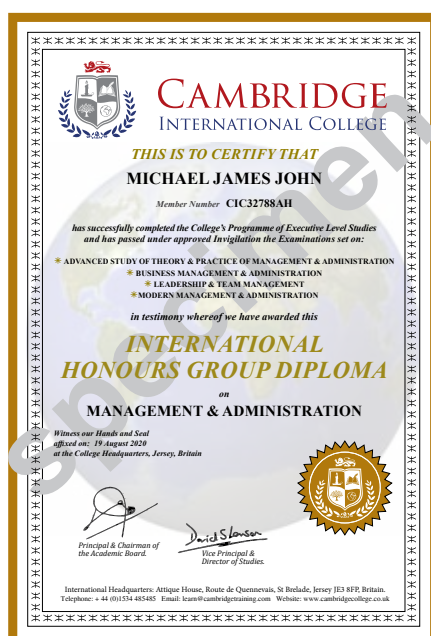 CAMBRIDGE
INTERNATIONAL COLLEGE
THIS IS TO CERTIFY THAT
MICHAEL JAMES JOHN
Member Number CIC32788AH
has successfully completed the College's Programme of Executive Level Studies
and has passed under approved Invigilation the Examinations set on:
✳ ADVANCED STUDY OF THEORY & PRACTICE OF MANAGEMENT & ADMINISTRATION
✳ BUSINESS MANAGEMENT & ADMINISTRATION
✳ LEADERSHIP & TEAM MANAGEMENT
✳MODERN MANAGEMENT & ADMINISTRATION
in testimony whereof we have awarded this
INTERNATIONAL
HONOURS GROUP DIPLOMA
on
MANAGEMENT & ADMINISTRATION
Witness our Hands and Seal
affixed on: 19 August 2020
at the College Headquarters, Jersey, Britain
Specimen
Principal & Chairman of
the Academic Board.
Vice Principal &
Director of Studies.
International Headquarters: Attique House, Route de Quennevais, St Brelade, Jersey JE3 8FP, Britain.
Telephone: + 44 (0)1534 485485 Email: learn@cambridgetraining.com Website: www.cambridgecollege.co.uk